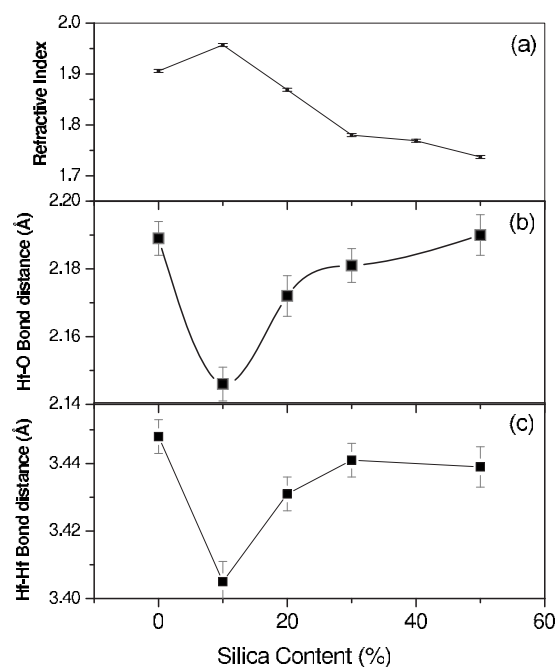 2.0
(a)
1.9
1.8
1.7
Refractive Index
2.20
(b)
2.18
2.16
2.14
Hf-O Bond distance (Å)
(c)
3.44
3.42
3.40
Hf-Hf Bond distance (Å)
0 20 40 60
Silica Content (%)